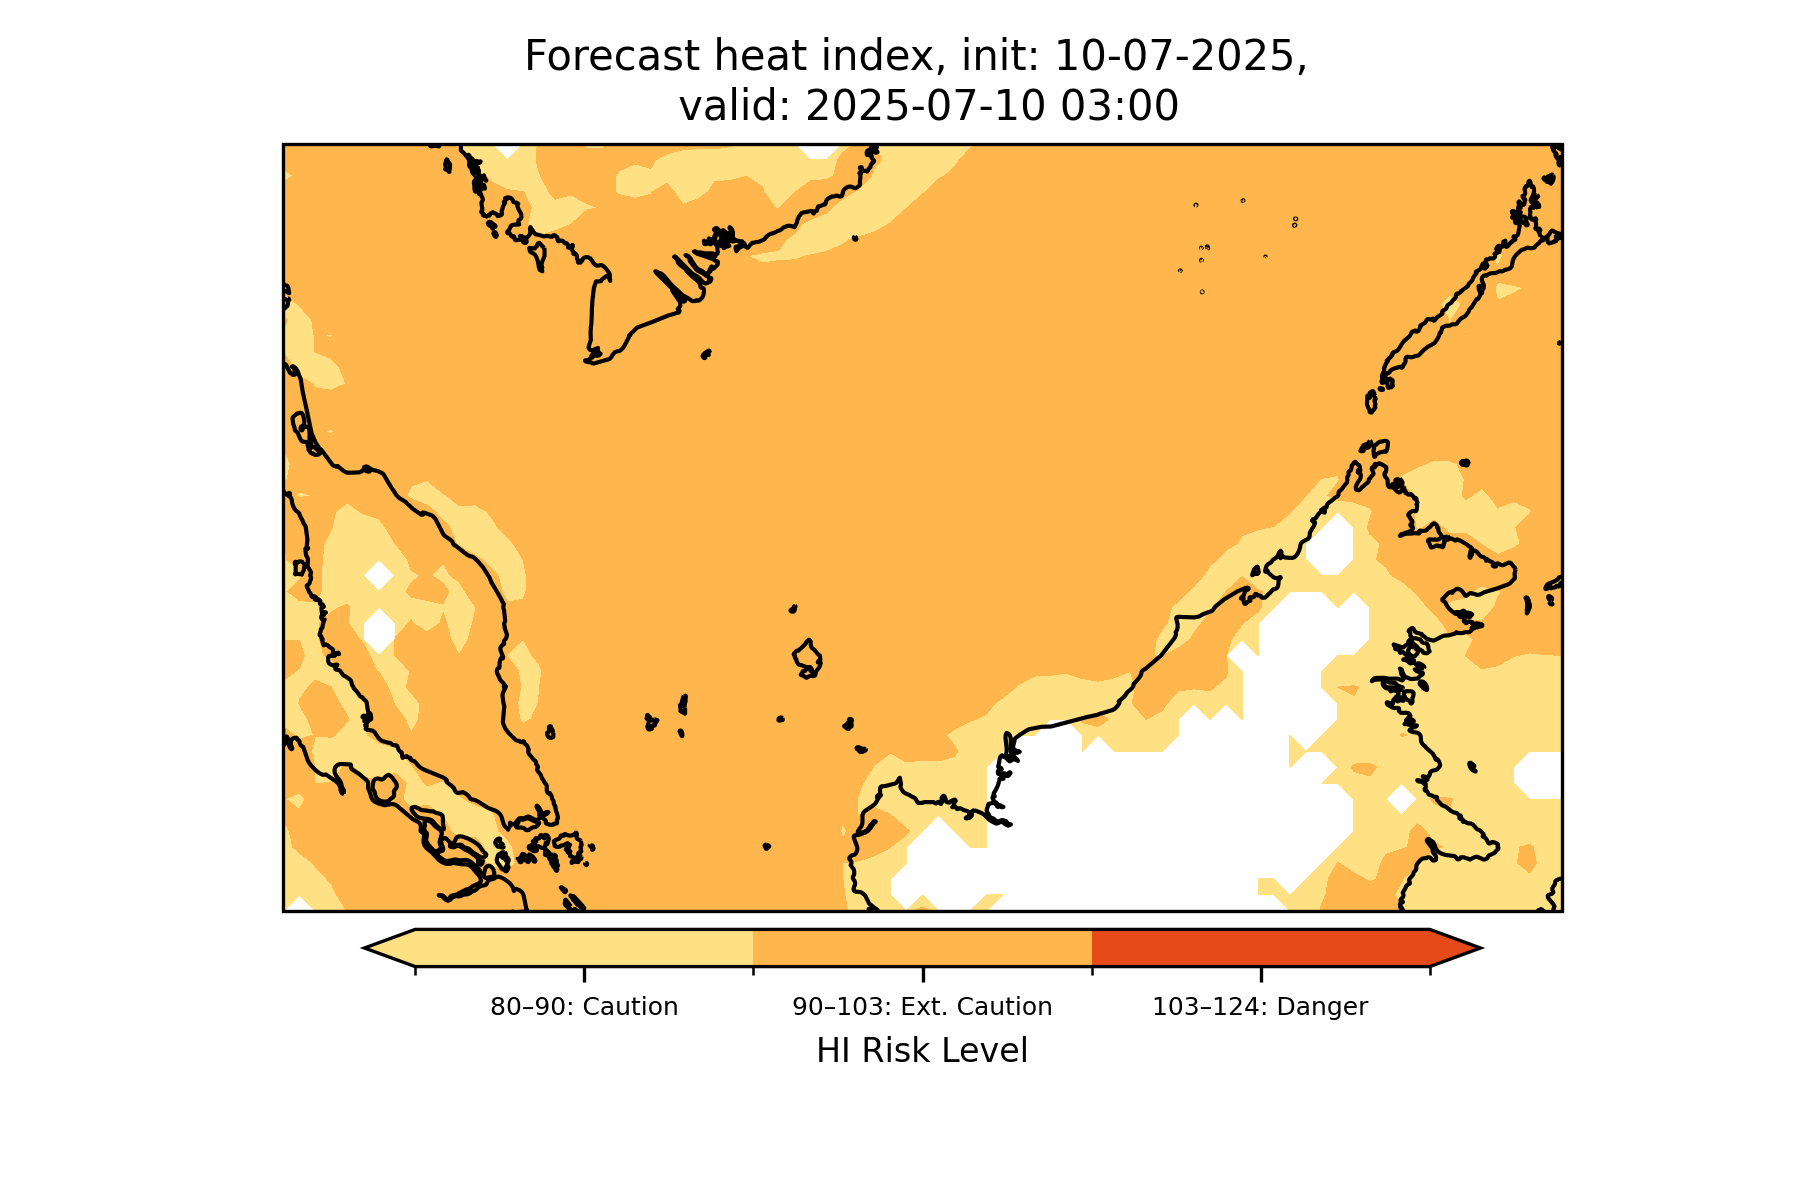 Forecast heat index, init: 10-07-2025,
valid: 2025-07-10 03:00
80–90: Caution
90–103: Ext. Caution
103–124: Danger
HI Risk Level